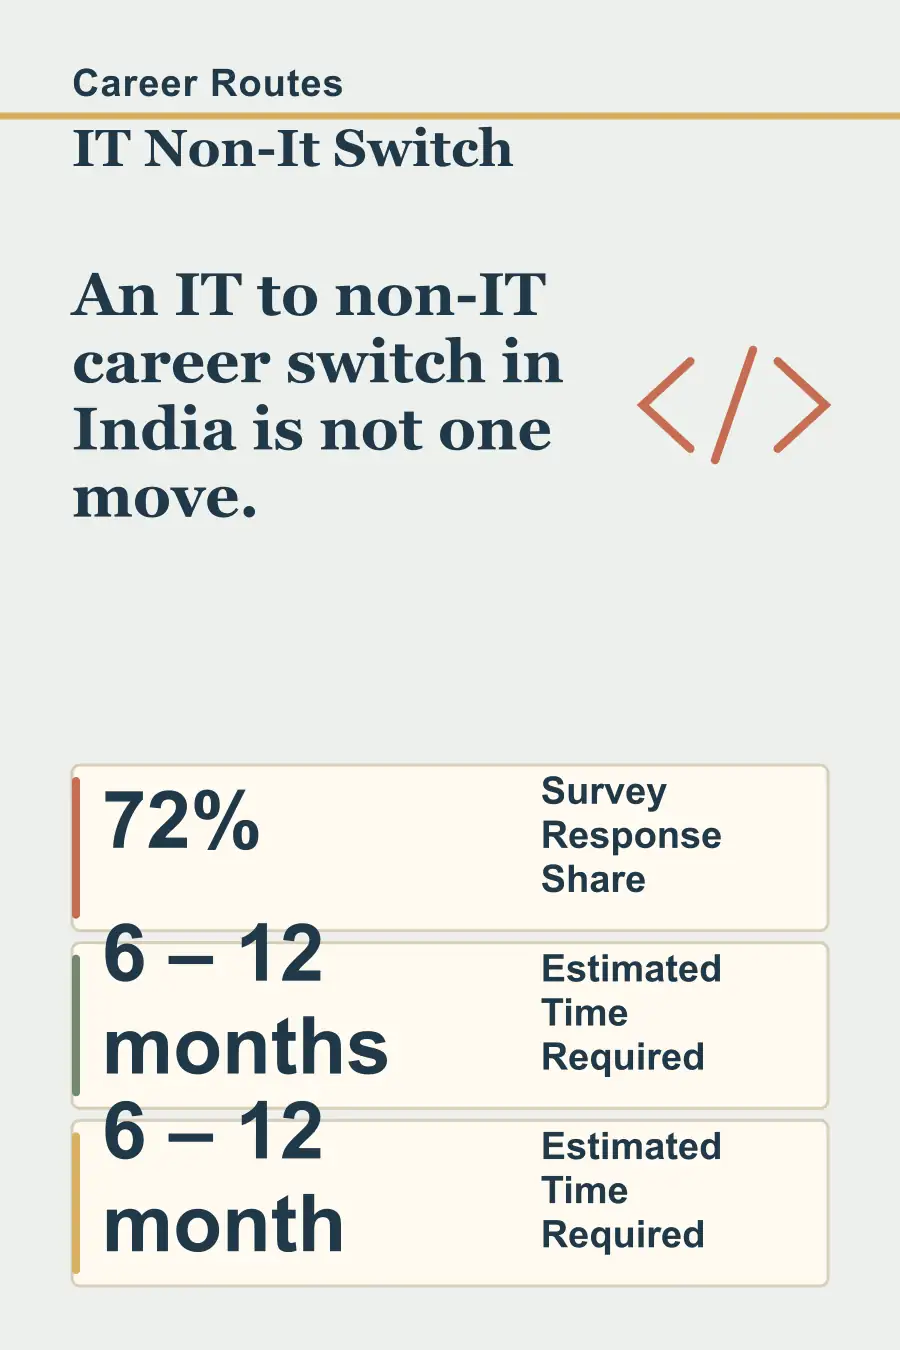 Career Routes
IT Non-It Switch
An IT to non-IT
career switch in
India is not one
move.
72%
Survey
Response
Share
6 – 12
months
Estimated
Time
Required
6 – 12
month
Estimated
Time
Required